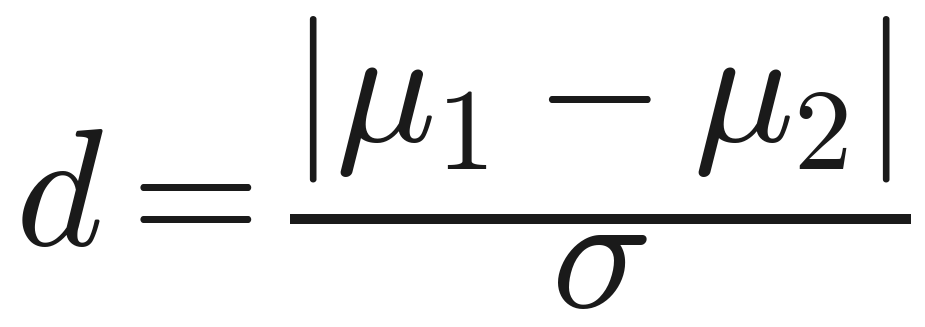 d = |μ₁ − μ₂| / σ